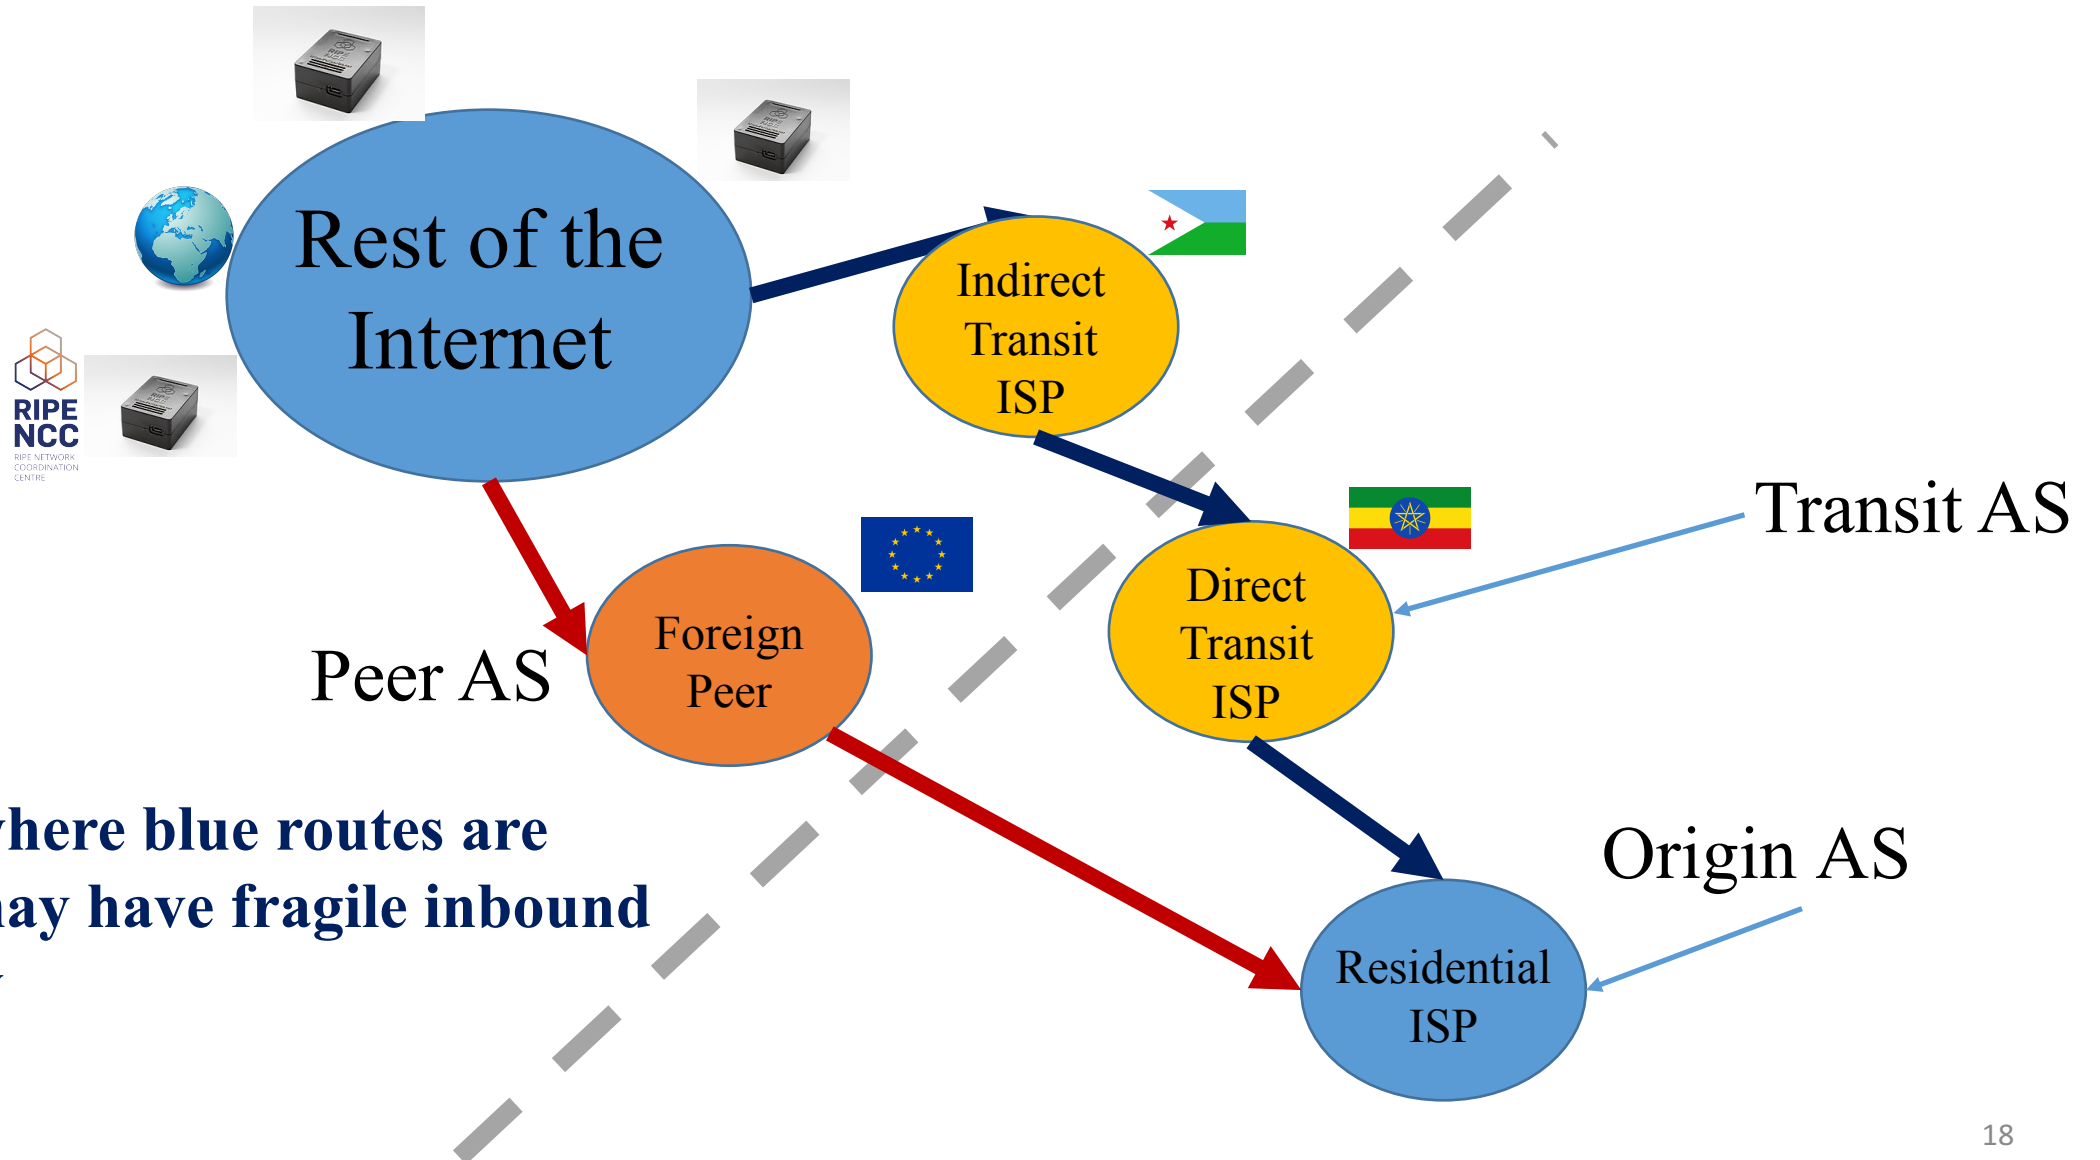 Rest of the
Internet
Indirect
Transit
ISP
RIPE
NCC
RIPE NETWORK
COORDINATION
CENTRE
Transit AS
Direct
Transit
ISP
Foreign
Peer
Peer AS
here blue routes are
ay have fragile inbound
Origin AS
Residential
ISP
18